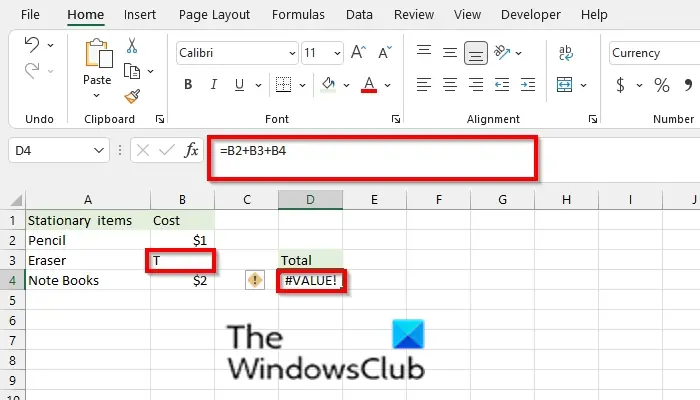 File Home Insert Page Layout Formulas Data Review View Developer Help
Calibri 11 A^ A˅ ab Currency
Paste B I U A $ % 9
Undo Clipboard Font Alignment Number
D4 fx =B2+B3+B4
A B C D E F G H I J
1 Stationary items Cost
2 Pencil $1
3 Eraser T Total
4 Note Books $2 #VALUE!
5
6
7
8
9
10
The
WindowsClub